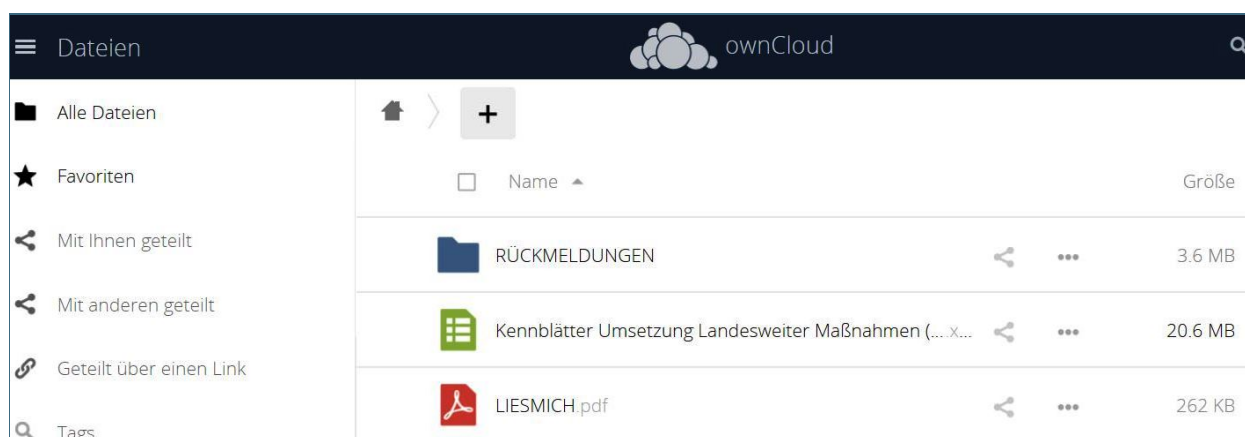 Dateien
ownCloud
Alle Dateien
Favoriten
Mit Ihnen geteilt
Mit anderen geteilt
Geteilt über einen Link
Tags
Name
Größe
RÜCKMELDUNGEN
3.6 MB
Kennblätter Umsetzung Landesweiter Maßnahmen (... .x...
20.6 MB
LIESMICH.pdf
262 KB